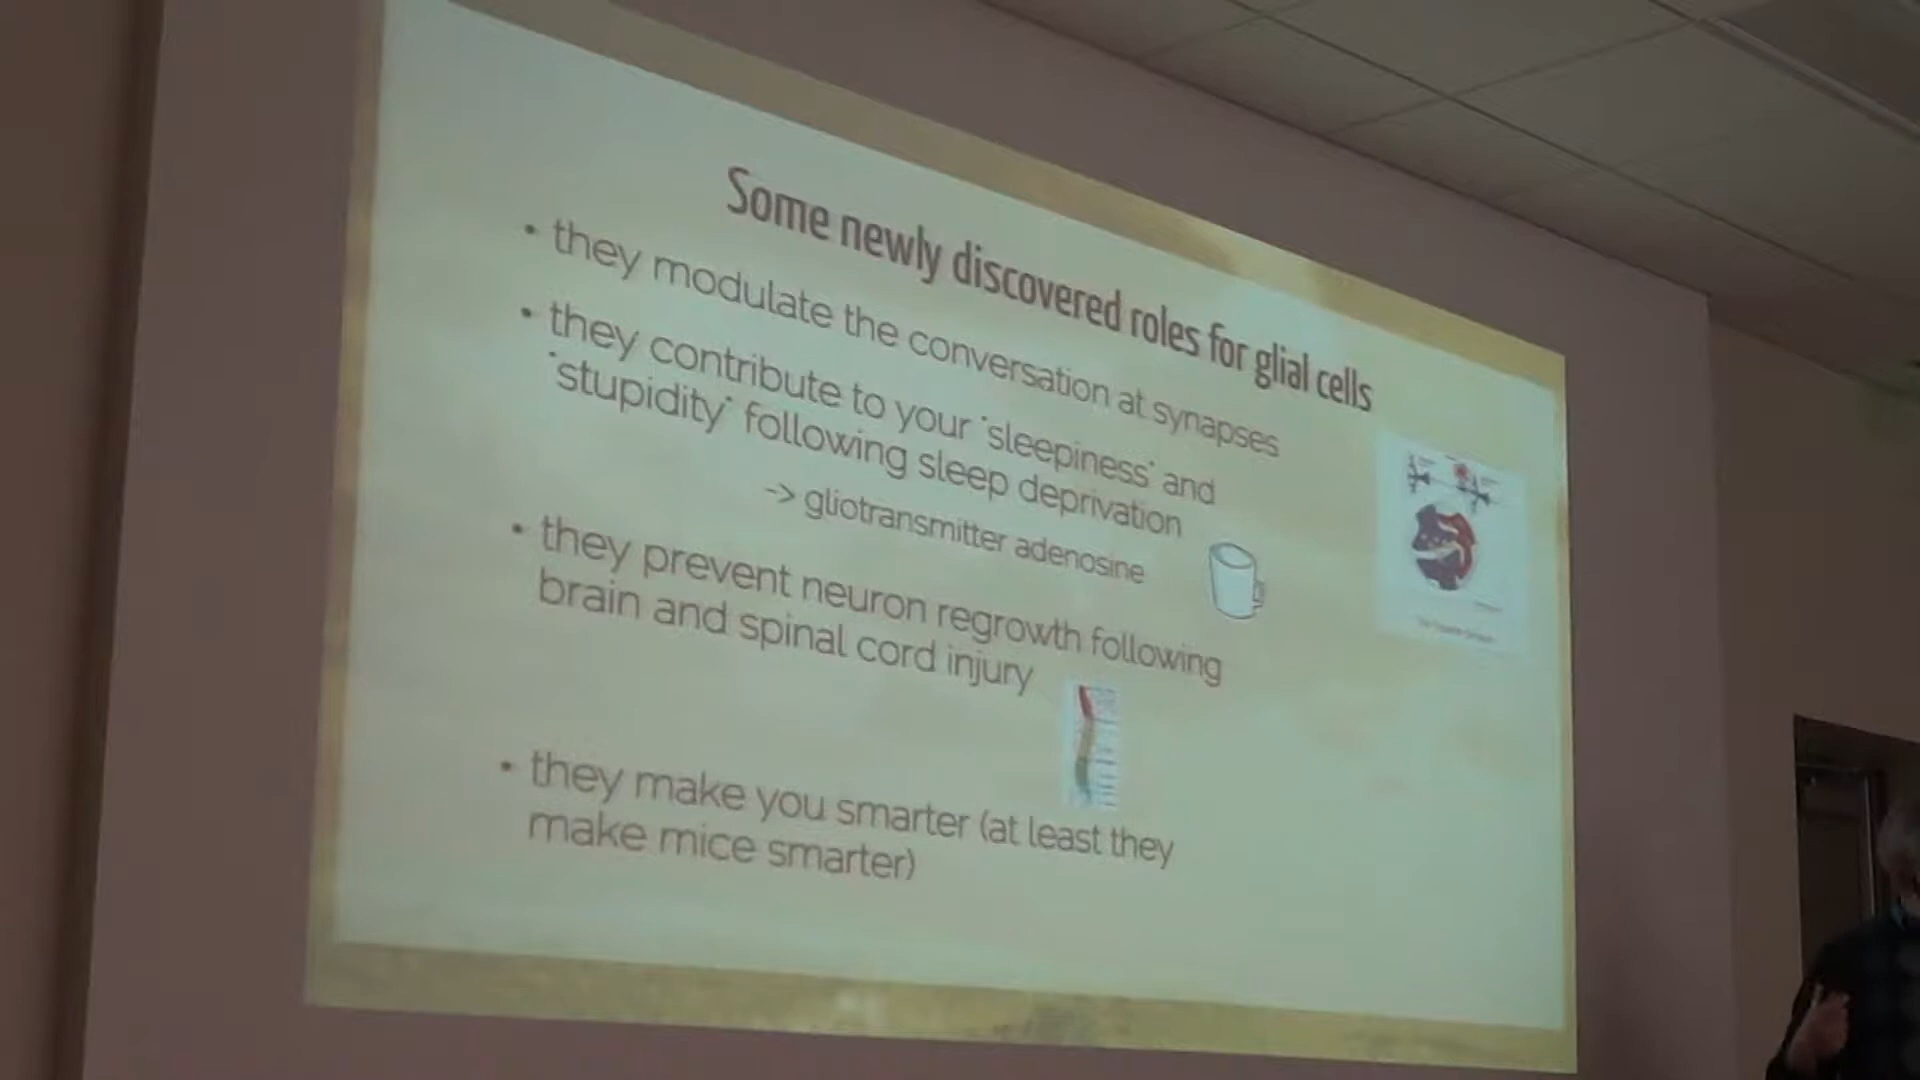 Some newly discovered roles for glial cells
• they modulate the conversation at synapses
• they contribute to your "sleepiness" and
"stupidity" following sleep deprivation
-> gliotransmitter adenosine
• they prevent neuron regrowth following
brain and spinal cord injury
• they make you smarter (at least they
make mice smarter)